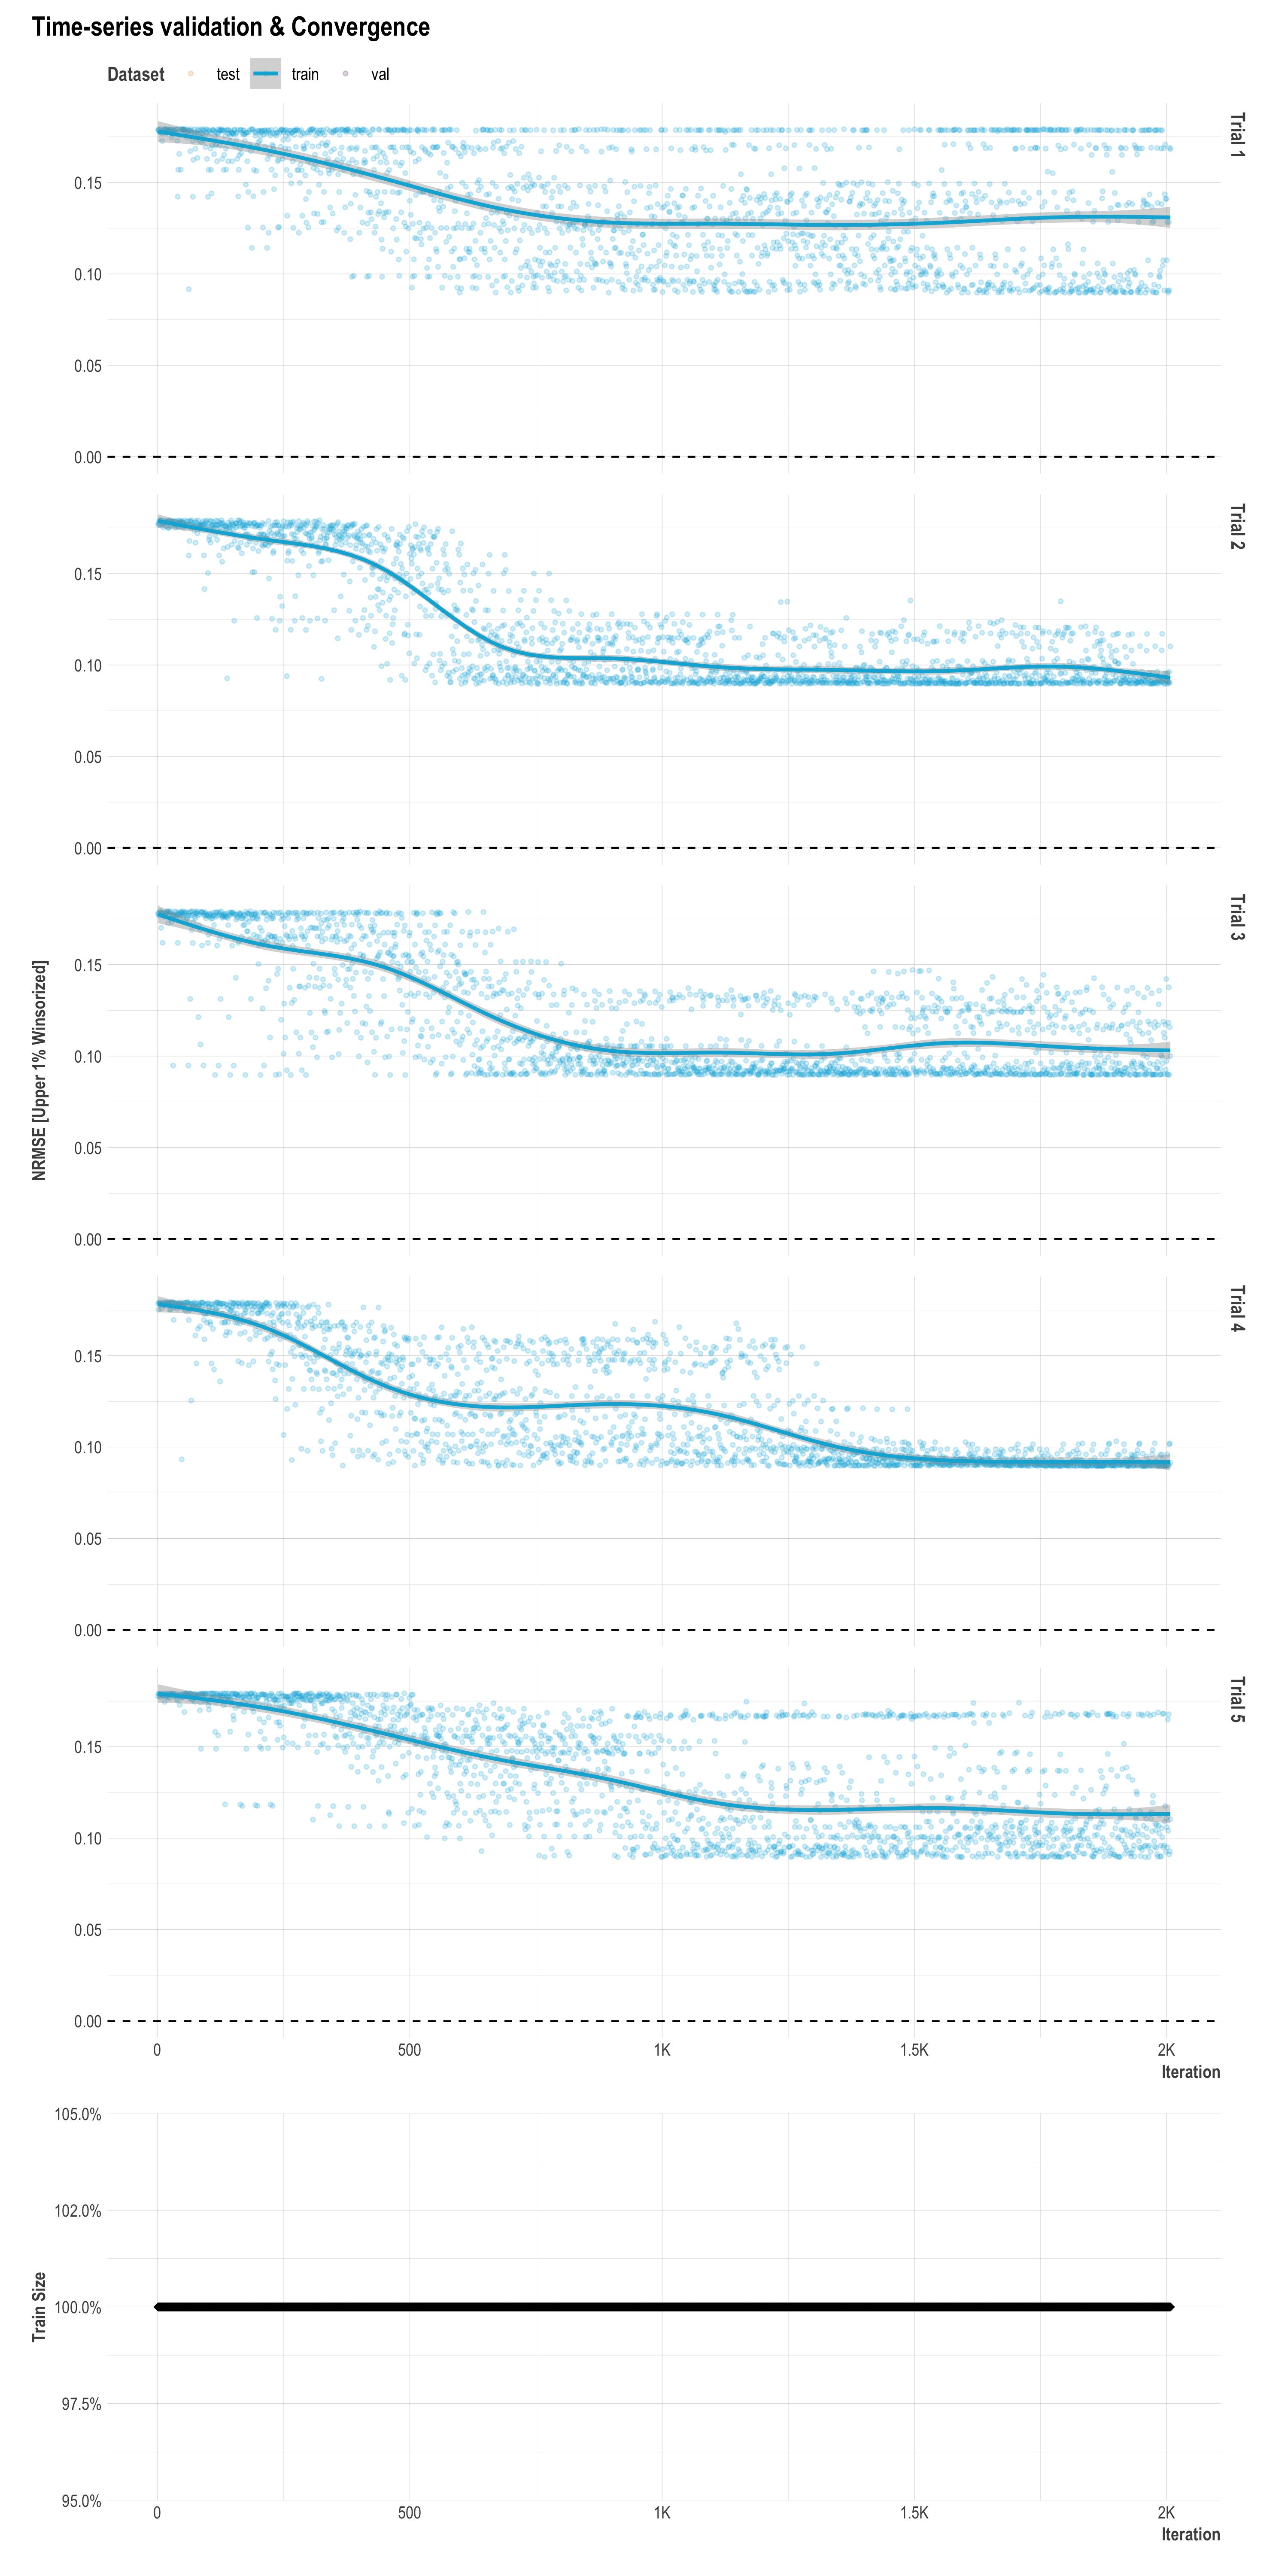 Time-series validation & Convergence
Dataset test train val
Trial 1
0.15
0.10
0.05
0.00
Trial 2
0.15
0.10
0.05
0.00
Trial 3
0.15
0.10
0.05
0.00
NRMSE [Upper 1% Winsorized]
Trial 4
0.15
0.10
0.05
0.00
Trial 5
0.15
0.10
0.05
0.00
0 500 1K 1.5K 2K
Iteration
105.0%
102.0%
100.0%
97.5%
95.0%
Train Size
0 500 1K 1.5K 2K
Iteration